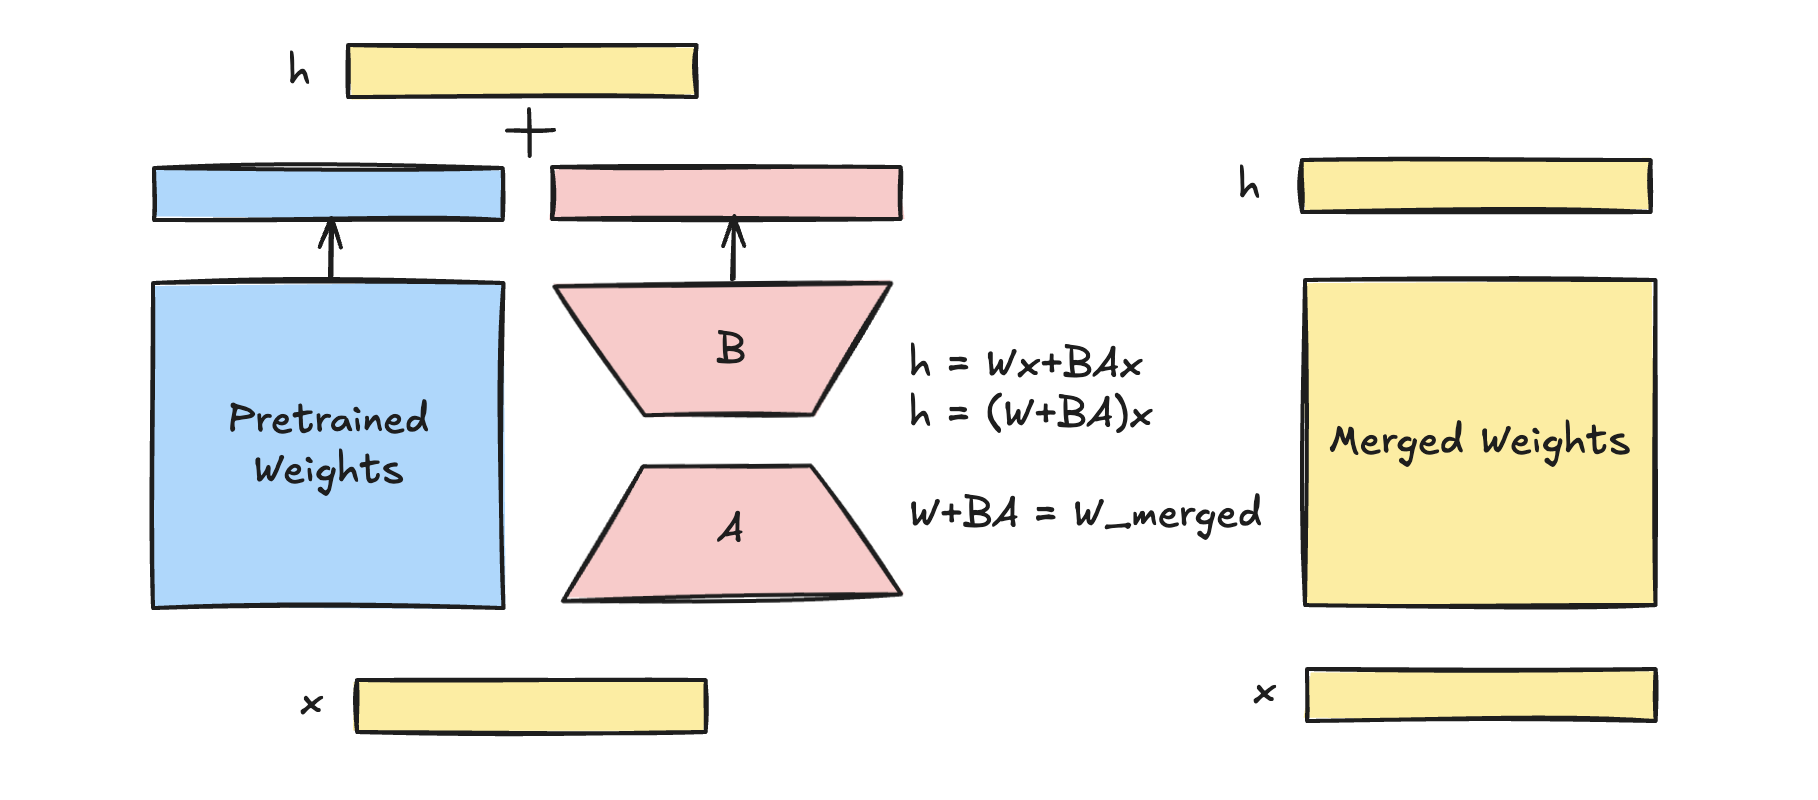 h
h
Pretrained
Weights
B
A
h = Wx+BAx
h = (W+BA)x
W+BA = W_merged
Merged Weights
x
x